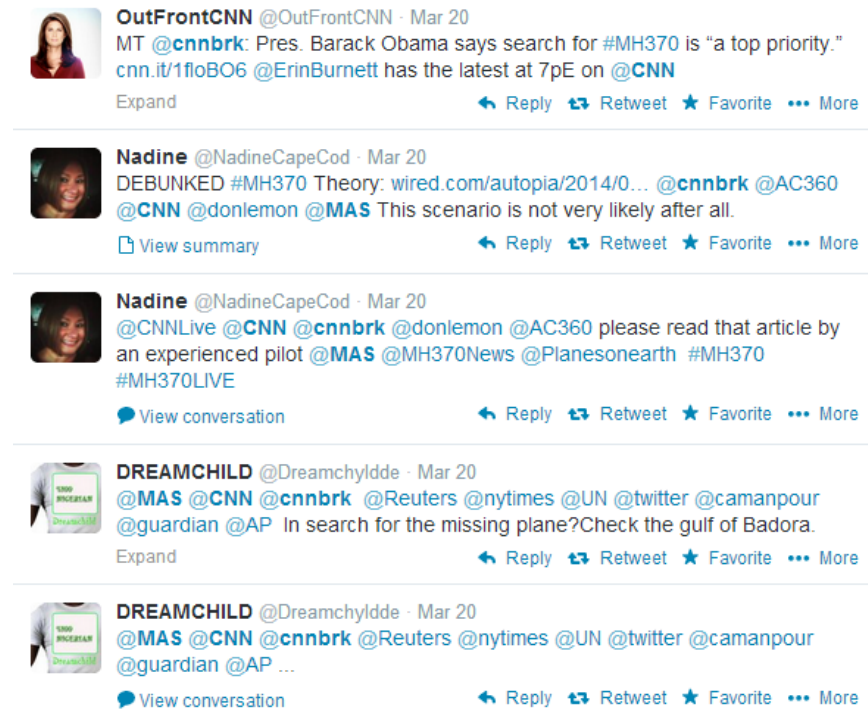 OutFrontCNN @OutFrontCNN · Mar 20
MT @cnnbrk: Pres. Barack Obama says search for #MH370 is “a top priority.”
cnn.it/1floBO6 @ErinBurnett has the latest at 7pE on @CNN
Expand Reply Retweet Favorite More
Nadine @NadineCapeCod · Mar 20
DEBUNKED #MH370 Theory: wired.com/autopia/2014/0… @cnnbrk @AC360
@CNN @donlemon @MAS This scenario is not very likely after all.
View summary Reply Retweet Favorite More
Nadine @NadineCapeCod · Mar 20
@CNNLive @CNN @cnnbrk @donlemon @AC360 please read that article by
an experienced pilot @MAS @MH370News @Planesonearth #MH370
#MH370LIVE
View conversation Reply Retweet Favorite More
DREAMCHILD @Dreamchyldde · Mar 20
@MAS @CNN @cnnbrk @Reuters @nytimes @UN @twitter @camanpour
@guardian @AP In search for the missing plane?Check the gulf of Badora.
Expand Reply Retweet Favorite More
DREAMCHILD @Dreamchyldde · Mar 20
@MAS @CNN @cnnbrk @Reuters @nytimes @UN @twitter @camanpour
@guardian @AP ...
View conversation Reply Retweet Favorite More